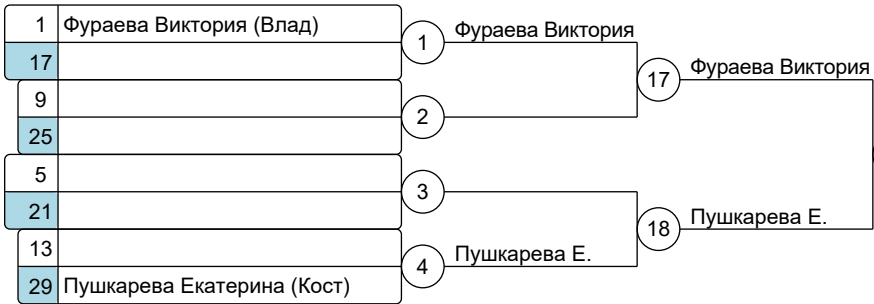 1 Фураева Виктория (Влад)
17
1 Фураева Виктория
17 Фураева Виктория
9
25
2
5
21
3
18 Пушкарева Е.
13
29 Пушкарева Екатерина (Кост)
4 Пушкарева Е.